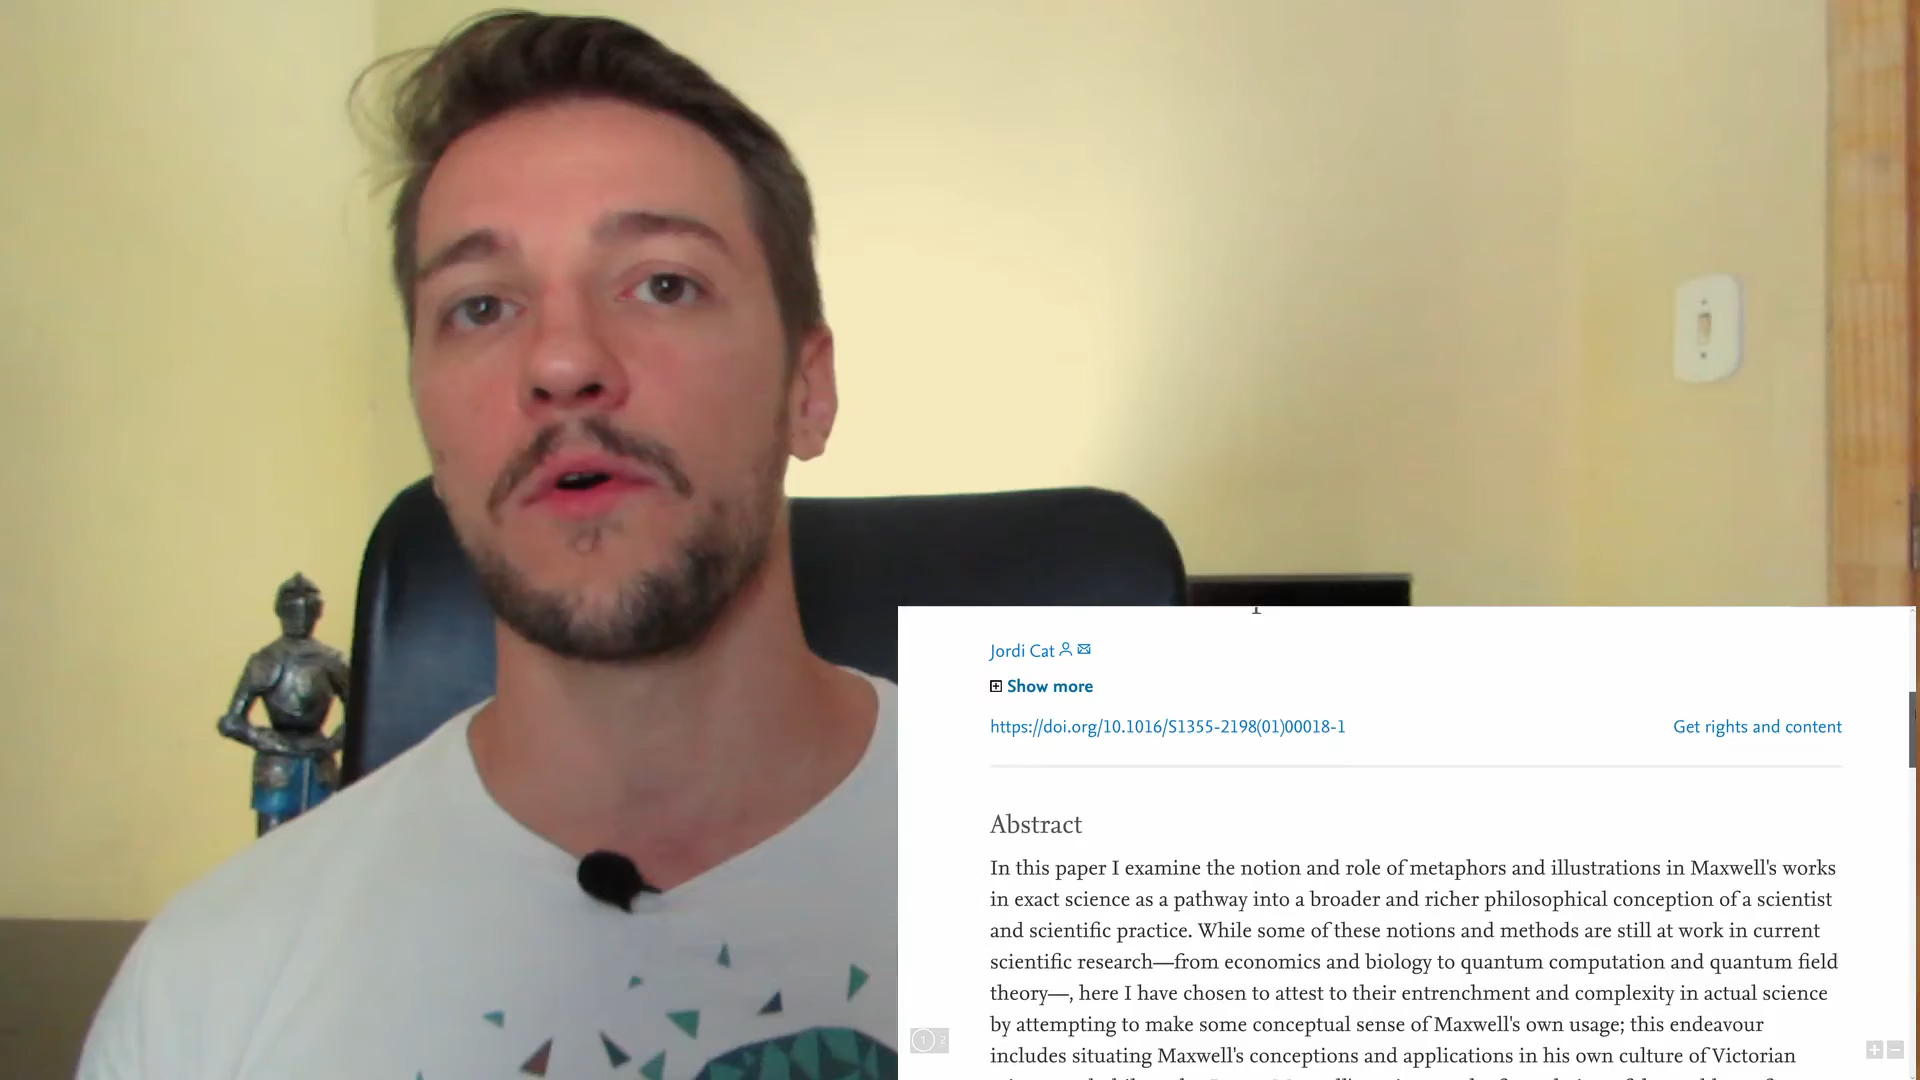 Jordi Cat
Show more
https://doi.org/10.1016/S1355-2198(01)00018-1
Get rights and content
Abstract
In this paper I examine the notion and role of metaphors and illustrations in Maxwell's works
in exact science as a pathway into a broader and richer philosophical conception of a scientist
and scientific practice. While some of these notions and methods are still at work in current
scientific research—from economics and biology to quantum computation and quantum field
theory—, here I have chosen to attest to their entrenchment and complexity in actual science
by attempting to make some conceptual sense of Maxwell's own usage; this endeavour
includes situating Maxwell's conceptions and applications in his own culture of Victorian
1 2